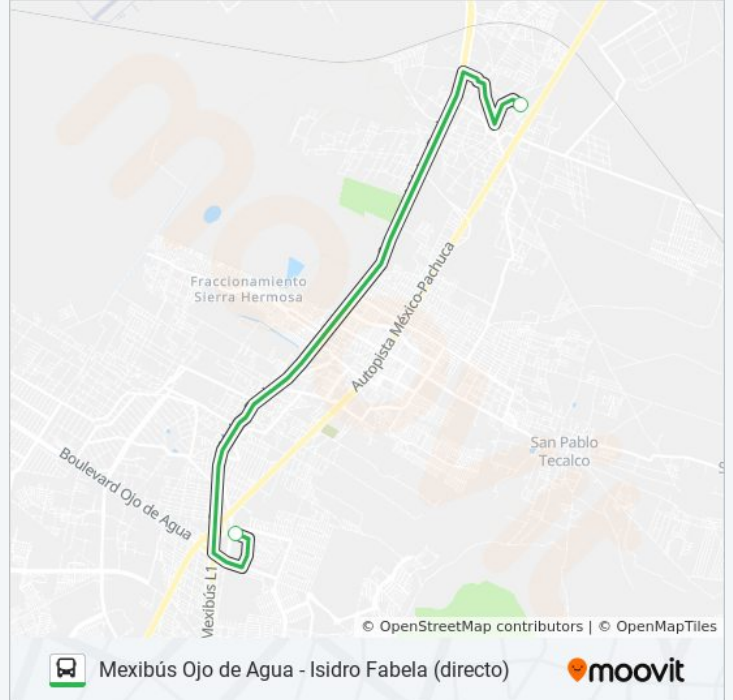 Fraccionamiento
Sierra Hermosa
Autopista México-Pachuca
San Pablo
Tecalco
Boulevard Ojo de Agua
Mexibús L1
© OpenStreetMap contributors | © OpenMapTiles
Mexibús Ojo de Agua - Isidro Fabela (directo)
moovit